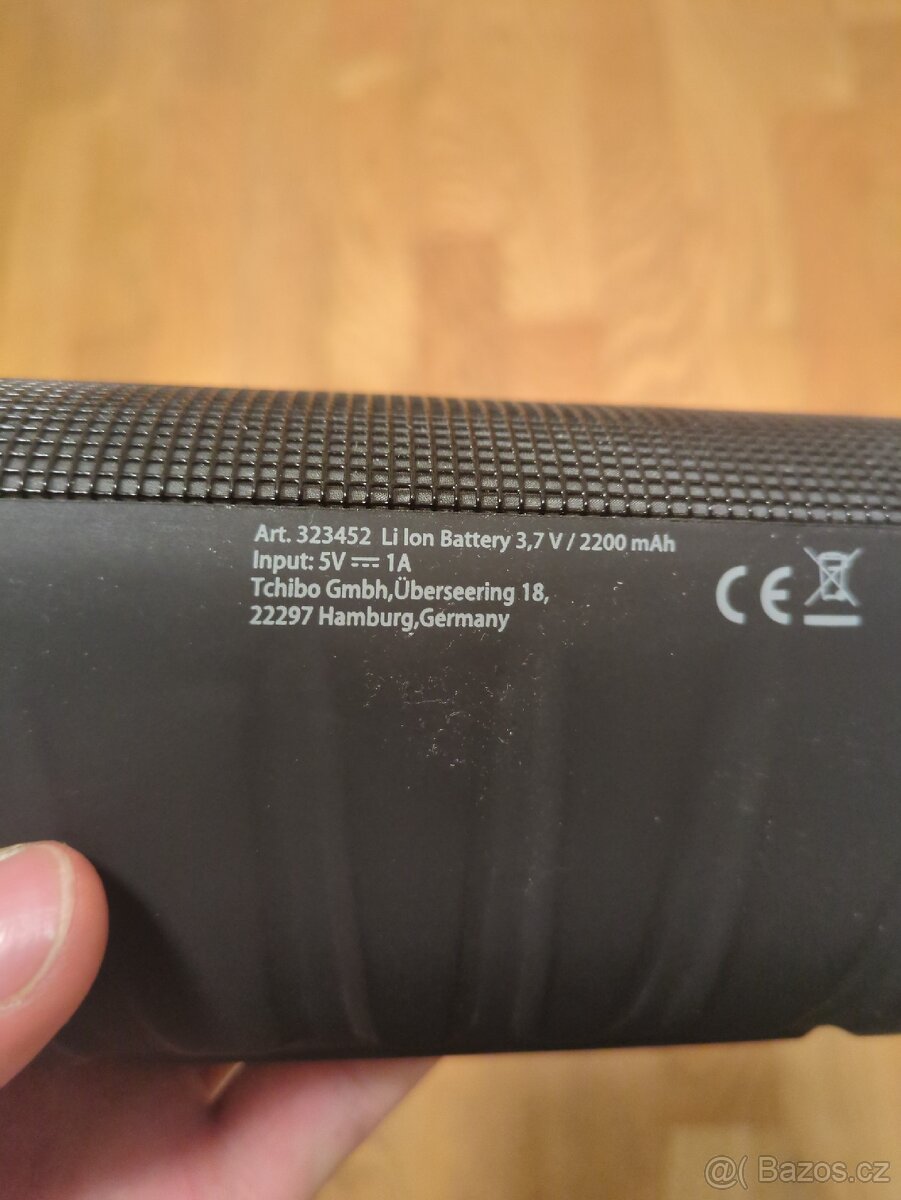 Art. 323452 Li Ion Battery 3,7 V / 2200 mAh
Input: 5V ⎓ 1A
Tchibo Gmbh,Überseering 18,
22297 Hamburg,Germany
CE
@( Bazos.cz